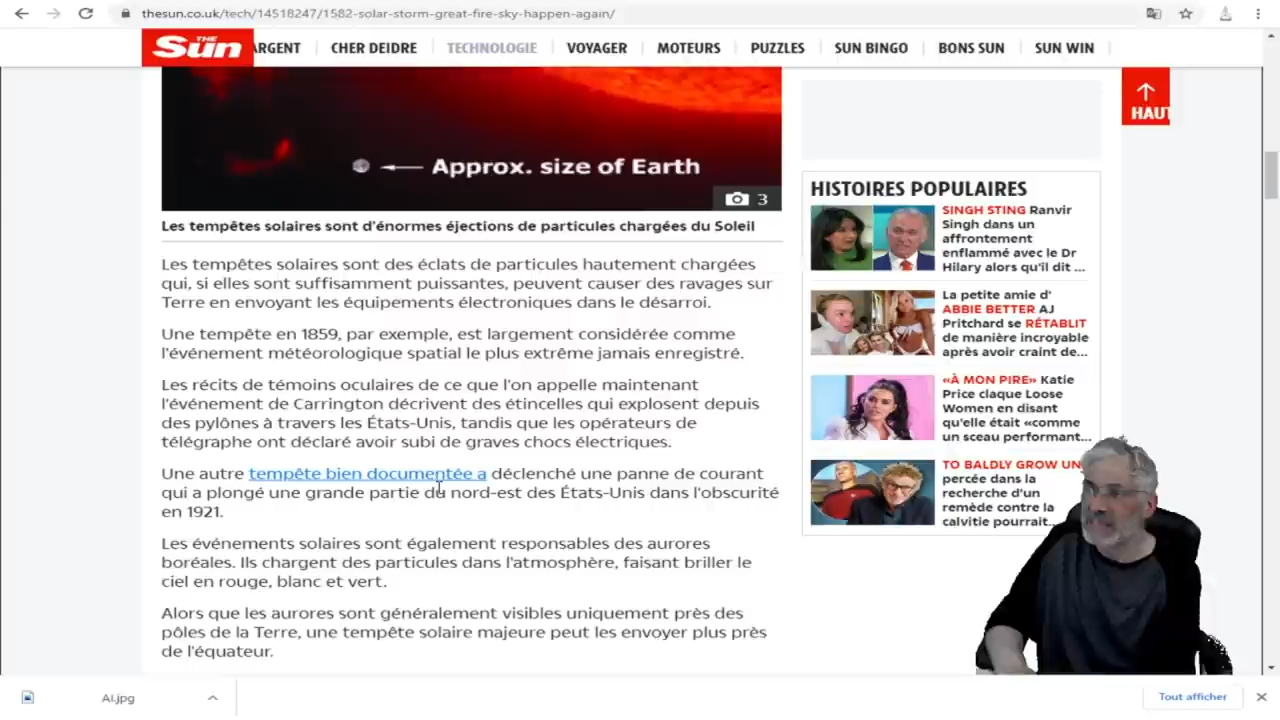 thesun.co.uk/tech/14518247/1582-solar-storm-great-fire-sky-happen-again/
THE
Sun
ARGENT
CHER DEIDRE
TECHNOLOGIE
VOYAGER
MOTEURS
PUZZLES
SUN BINGO
BONS SUN
SUN WIN
HAUT
Approx. size of Earth
3
Les tempêtes solaires sont d'énormes éjections de particules chargées du Soleil
Les tempêtes solaires sont des éclats de particules hautement chargées
qui, si elles sont suffisamment puissantes, peuvent causer des ravages sur
Terre en envoyant les équipements électroniques dans le désarroi.
Une tempête en 1859, par exemple, est largement considérée comme
l'événement météorologique spatial le plus extrême jamais enregistré.
Les récits de témoins oculaires de ce que l'on appelle maintenant
l'événement de Carrington décrivent des étincelles qui explosent depuis
des pylônes à travers les États-Unis, tandis que les opérateurs de
télégraphe ont déclaré avoir subi de graves chocs électriques.
Une autre tempête bien documentée a déclenché une panne de courant
qui a plongé une grande partie du nord-est des États-Unis dans l'obscurité
en 1921.
Les événements solaires sont également responsables des aurores
boréales. Ils chargent des particules dans l'atmosphère, faisant briller le
ciel en rouge, blanc et vert.
Alors que les aurores sont généralement visibles uniquement près des
pôles de la Terre, une tempête solaire majeure peut les envoyer plus près
de l'équateur.
HISTOIRES POPULAIRES
SINGH STING Ranvir
Singh dans un
affrontement
enflammé avec le Dr
Hilary alors qu'il dit ...
La petite amie d'
ABBIE BETTER AJ
Pritchard se RÉTABLIT
de manière incroyable
après avoir craint de...
«À MON PIRE» Katie
Price claque Loose
Women en disant
qu'elle était «comme
un sceau performant...
TO BALDLY GROW UN
percée dans la
recherche d'un
remède contre la
calvitie pourrait...
AI.jpg
Tout afficher